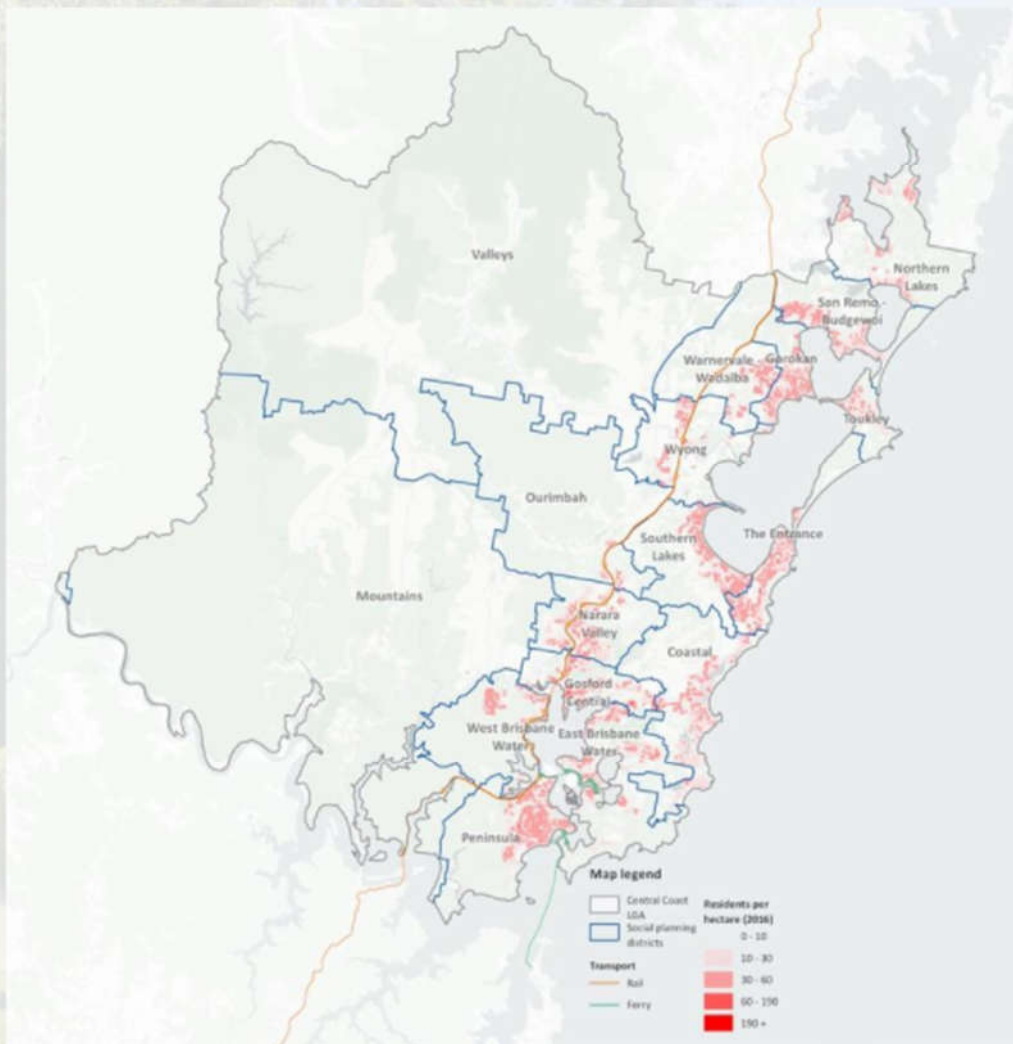 Valleys
Northern
Lakes
San Remo -
Budgewoi
Warnervale - Gorokan
Wadalba
Toukley
Wyong
Ourimbah
Southern
Lakes
The Entrance
Mountains
Narara
Valley
Coastal
Gosford
Central
West Brisbane
Water
East Brisbane
Water
Peninsula
Map legend
Central Coast
LGA
Social planning
districts
Transport
Rail
Ferry
Residents per
hectare (2016)
0 - 10
10 - 30
30 - 60
60 - 190
190 +